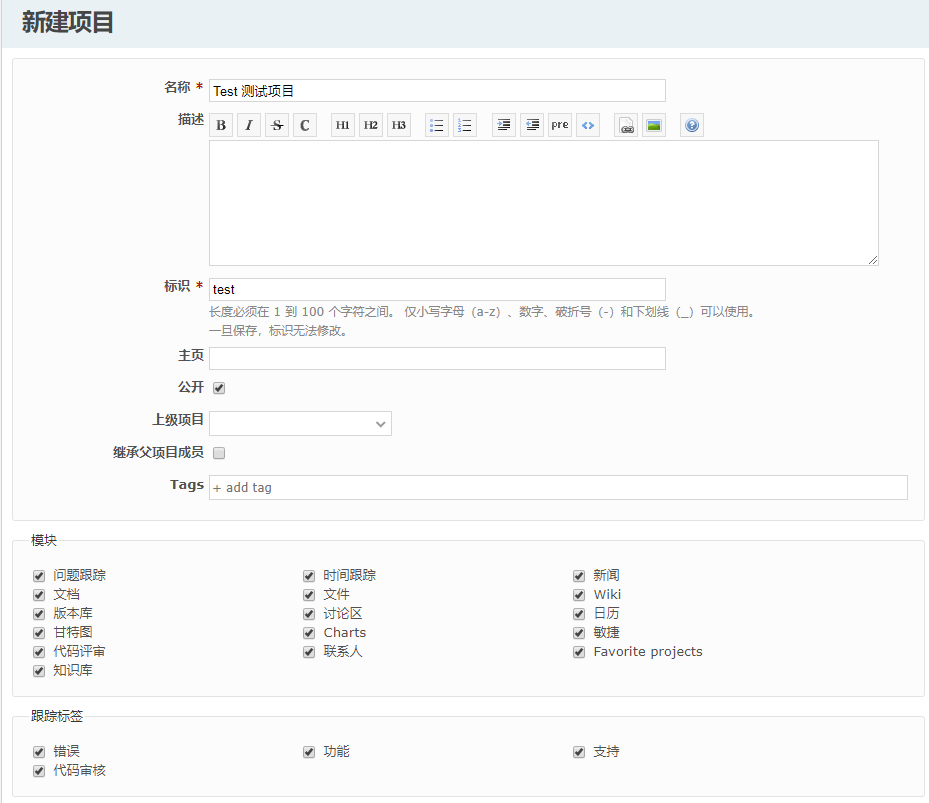 新建项目
名称 * Test 测试项目
描述 B I S C H1 H2 H3 pre <>
标识 * test
长度必须在 1 到 100 个字符之间。 仅小写字母（a-z）、数字、破折号（-）和下划线（_）可以使用。
一旦保存，标识无法修改。
主页
公开
上级项目
继承父项目成员
Tags + add tag
模块
问题跟踪 时间跟踪 新闻
文档 文件 Wiki
版本库 讨论区 日历
甘特图 Charts 敏捷
代码评审 联系人 Favorite projects
知识库
跟踪标签
错误 功能 支持
代码审核